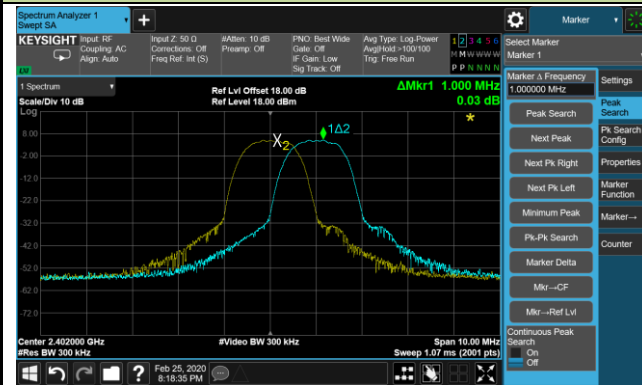 Spectrum Analyzer 1
Swept SA
Marker
KEYSIGHT
Input: RF
Coupling: AC
Align: Auto
Input Z: 50 Ω
Corrections: Off
Freq Ref: Int (S)
#Atten: 10 dB
Preamp: Off
PNO: Best Wide
Gate: Off
IF Gain: Low
Sig Track: Off
Avg Type: Log-Power
Avg|Hold:>100/100
Trig: Free Run
1 2 3 4 5 6
M M W W W W
P P N N N N
Select Marker
Marker 1
1 Spectrum
Scale/Div 10 dB
Log
Ref Lvl Offset 18.00 dB
Ref Level 18.00 dBm
ΔMkr1 1.000 MHz
0.03 dB
8.00
-2.00
-12.0
-22.0
-32.0
-42.0
-52.0
-62.0
-72.0
X2
1Δ2
*
Center 2.402000 GHz
#Res BW 300 kHz
#Video BW 300 kHz
Span 10.00 MHz
Sweep 1.07 ms (2001 pts)
Marker Δ Frequency
1.000000 MHz
Peak Search
Next Peak
Next Pk Right
Next Pk Left
Minimum Peak
Pk-Pk Search
Marker Delta
Mkr→CF
Mkr→Ref Lvl
Continuous Peak
Search
On
Off
Settings
Peak
Search
Pk Search
Config
Properties
Marker
Function
Marker→
Counter
Feb 25, 2020
8:18:35 PM